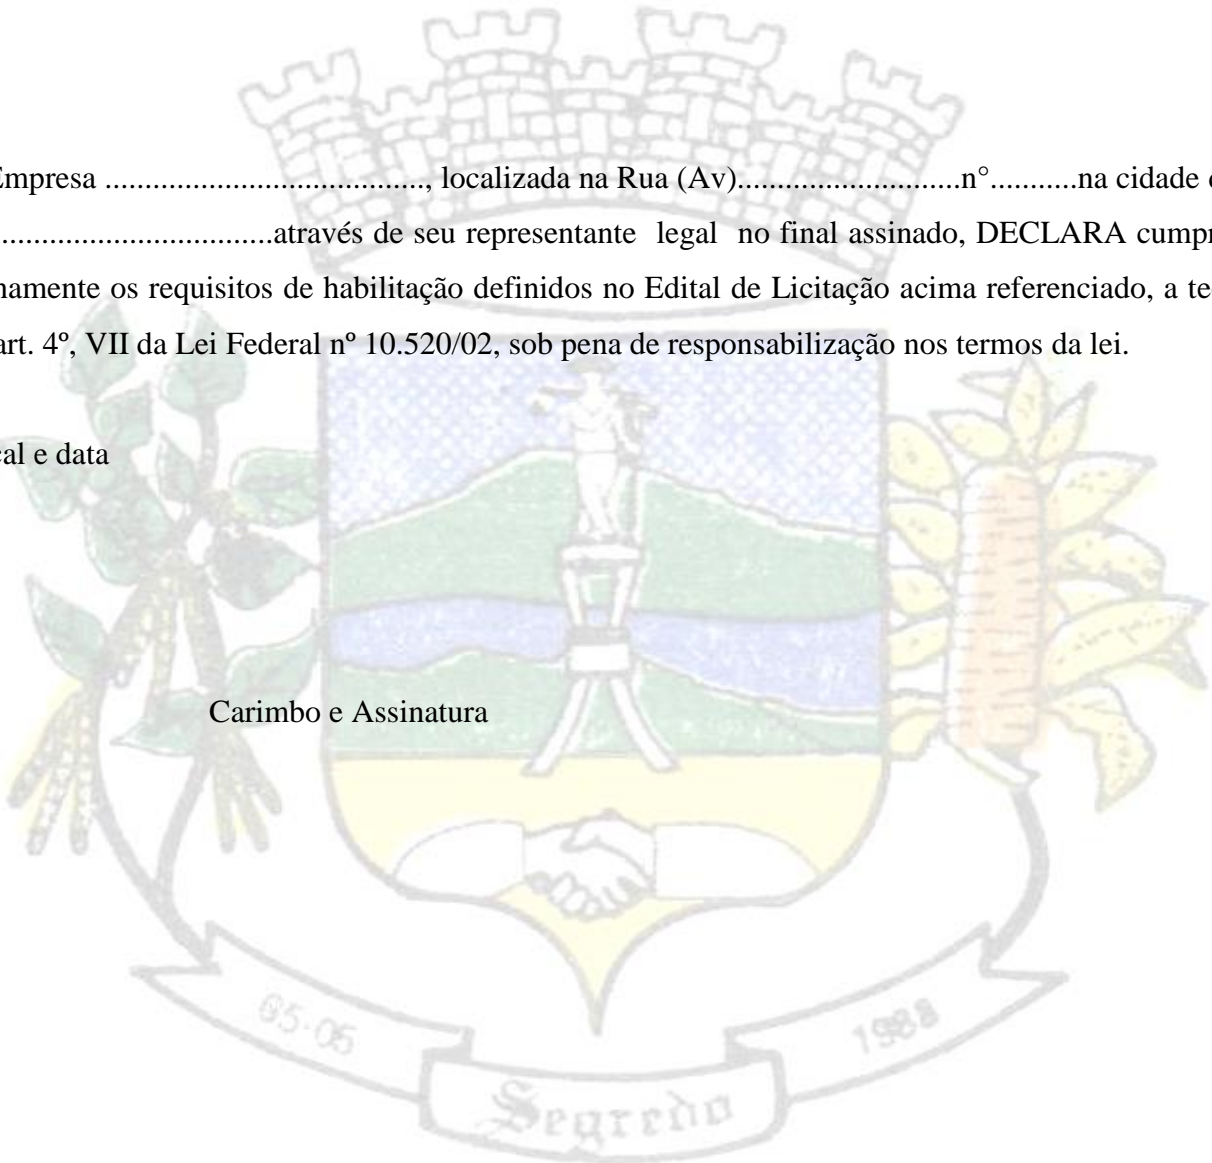 Empresa ........................................, localizada na Rua (Av)............................n°...........na cidade
..................................através de seu representante legal no final assinado, DECLARA cumpr
namente os requisitos de habilitação definidos no Edital de Licitação acima referenciado, a teo
art. 4º, VII da Lei Federal nº 10.520/02, sob pena de responsabilização nos termos da lei.
cal e data
Carimbo e Assinatura
05-05
1988
Segredo